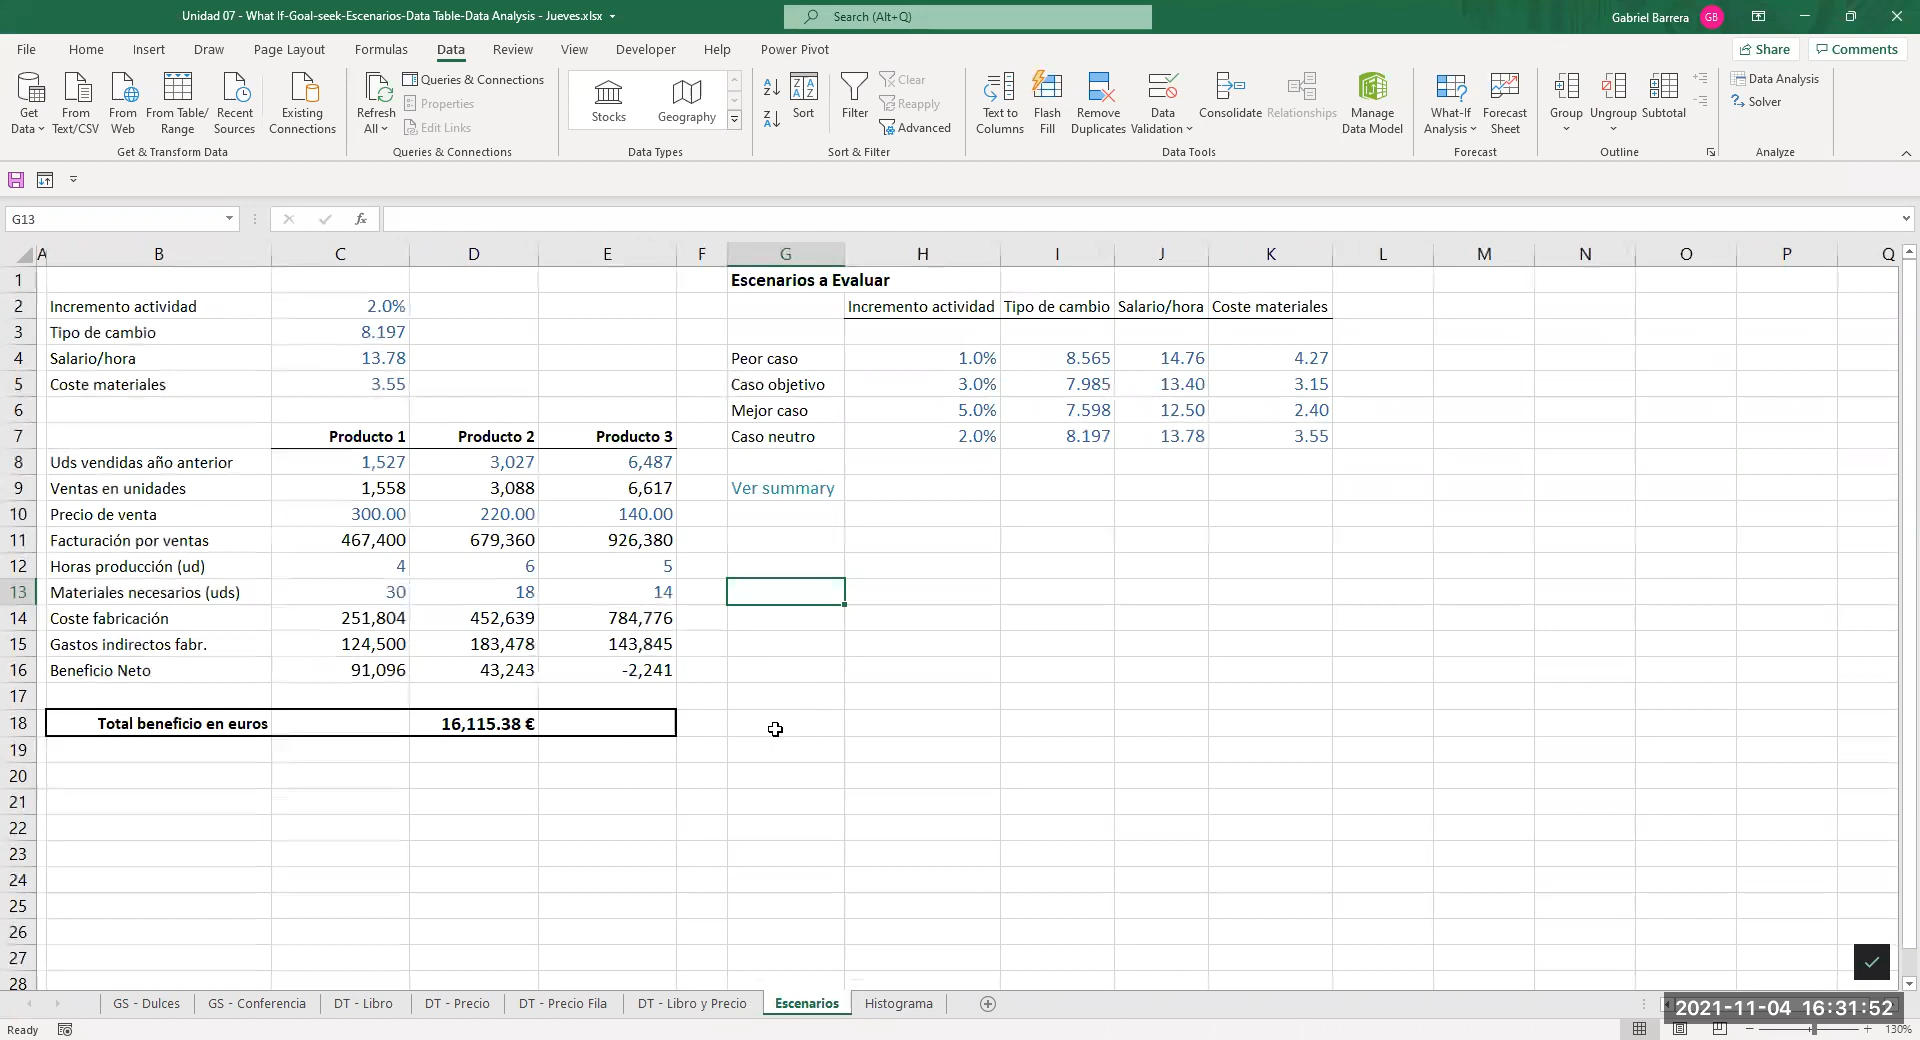 Unidad 07 - What If-Goal-seek-Escenarios-Data Table-Data Analysis - Jueves.xlsx
Search (Alt+Q)
Gabriel Barrera GB
File Home Insert Draw Page Layout Formulas Data Review View Developer Help Power Pivot Share Comments
Get Data
From Text/CSV
From Web
From Table/ Range
Recent Sources
Existing Connections
Refresh All
Queries & Connections
Properties
Edit Links
Stocks
Geography
Sort
Filter
Clear
Reapply
Advanced
Text to Columns
Flash Fill
Remove Duplicates
Data Validation
Consolidate
Relationships
Manage Data Model
What-If Analysis
Forecast Sheet
Group
Ungroup
Subtotal
Data Analysis
Solver
Get & Transform Data Queries & Connections Data Types Sort & Filter Data Tools Forecast Outline Analyze
G13 fx
A B C D E F G H I J K L M N O P Q
1 Escenarios a Evaluar
2 Incremento actividad 2.0% Incremento actividad Tipo de cambio Salario/hora Coste materiales
3 Tipo de cambio 8.197
4 Salario/hora 13.78 Peor caso 1.0% 8.565 14.76 4.27
5 Coste materiales 3.55 Caso objetivo 3.0% 7.985 13.40 3.15
6 Mejor caso 5.0% 7.598 12.50 2.40
7 Producto 1 Producto 2 Producto 3 Caso neutro 2.0% 8.197 13.78 3.55
8 Uds vendidas año anterior 1,527 3,027 6,487
9 Ventas en unidades 1,558 3,088 6,617 Ver summary
10 Precio de venta 300.00 220.00 140.00
11 Facturación por ventas 467,400 679,360 926,380
12 Horas producción (ud) 4 6 5
13 Materiales necesarios (uds) 30 18 14
14 Coste fabricación 251,804 452,639 784,776
15 Gastos indirectos fabr. 124,500 183,478 143,845
16 Beneficio Neto 91,096 43,243 -2,241
17
18 Total beneficio en euros 16,115.38 €
19
20
21
22
23
24
25
26
27
28
GS - Dulces GS - Conferencia DT - Libro DT - Precio DT - Precio Fila DT - Libro y Precio Escenarios Histograma
2021-11-04 16:31:52
Ready 130%